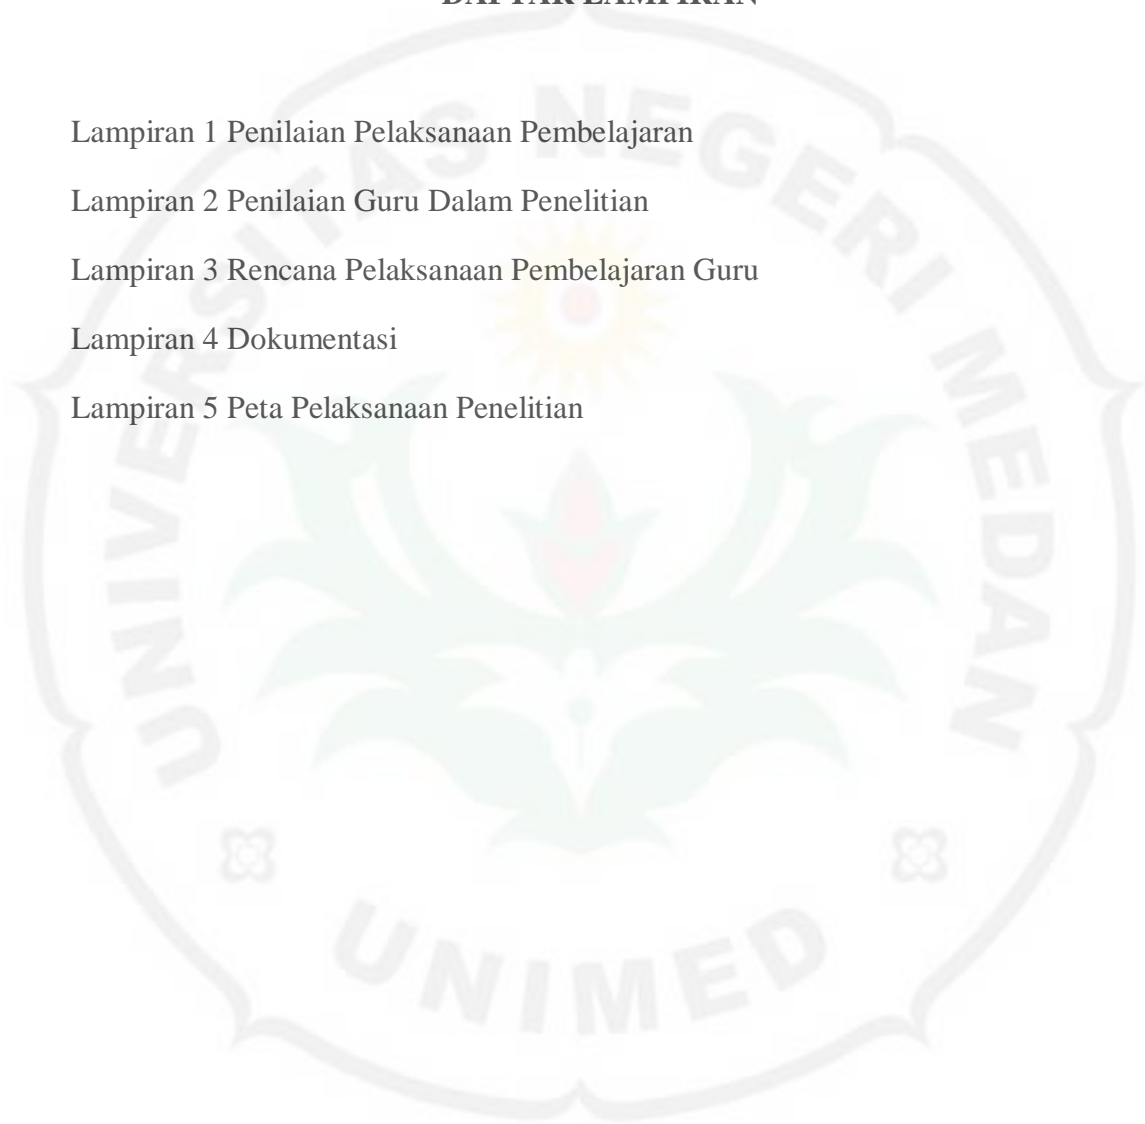 DAFTAR LAMPIRAN
Lampiran 1 Penilaian Pelaksanaan Pembelajaran
Lampiran 2 Penilaian Guru Dalam Penelitian
Lampiran 3 Rencana Pelaksanaan Pembelajaran Guru
Lampiran 4 Dokumentasi
Lampiran 5 Peta Pelaksanaan Penelitian
UNIVERSITAS NEGERI MEDAN
UNIMED